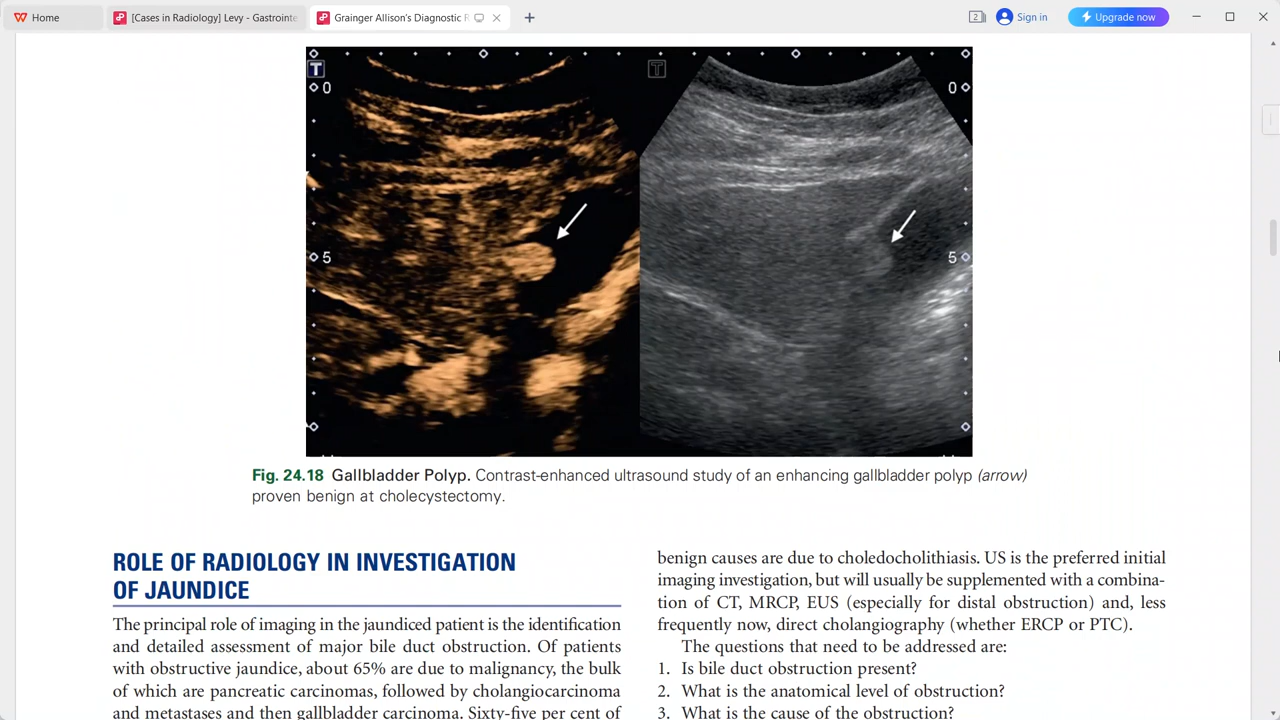 Home
[Cases in Radiology] Levy - Gastrointe
Grainger Allison's Diagnostic R
2
Sign in
Upgrade now
T
T
0
0
5
5
Fig. 24.18 Gallbladder Polyp. Contrast-enhanced ultrasound study of an enhancing gallbladder polyp (arrow)
proven benign at cholecystectomy.
ROLE OF RADIOLOGY IN INVESTIGATION
OF JAUNDICE
The principal role of imaging in the jaundiced patient is the identification
and detailed assessment of major bile duct obstruction. Of patients
with obstructive jaundice, about 65% are due to malignancy, the bulk
of which are pancreatic carcinomas, followed by cholangiocarcinoma
and metastases and then gallbladder carcinoma. Sixty-five per cent of
benign causes are due to choledocholithiasis. US is the preferred initial
imaging investigation, but will usually be supplemented with a combina-
tion of CT, MRCP, EUS (especially for distal obstruction) and, less
frequently now, direct cholangiography (whether ERCP or PTC).
The questions that need to be addressed are:
1. Is bile duct obstruction present?
2. What is the anatomical level of obstruction?
3. What is the cause of the obstruction?